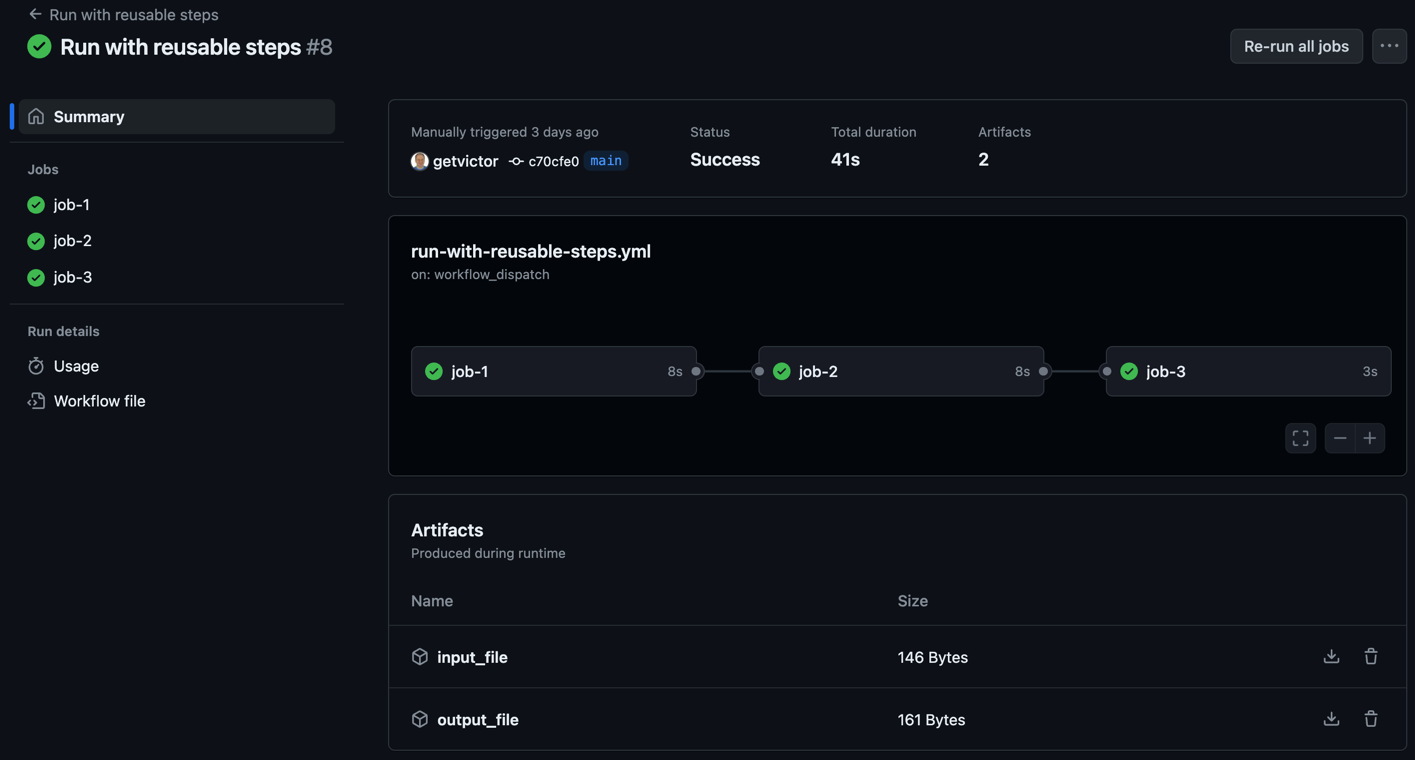 Run with reusable steps
Run with reusable steps #8
Re-run all jobs
Summary
Jobs
job-1
job-2
job-3
Run details
Usage
Workflow file
Manually triggered 3 days ago
getvictor c70cfe0 main
Status
Success
Total duration
41s
Artifacts
2
run-with-reusable-steps.yml
on: workflow_dispatch
job-1 8s
job-2 8s
job-3 3s
Artifacts
Produced during runtime
Name Size
input_file 146 Bytes
output_file 161 Bytes